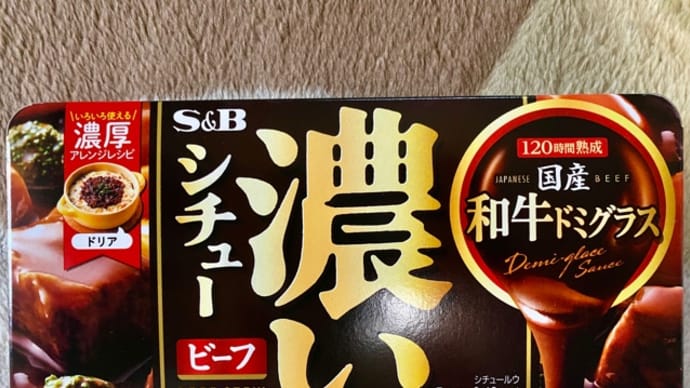 いろいろ使える
濃厚
アレンジレシピ
ドリア
S&B
濃い
シチュー
ビーフ
120時間熟成
JAPANESE 国産 BEEF
和牛ドミグラス
Demi-glace
Sauce
シチュールウ